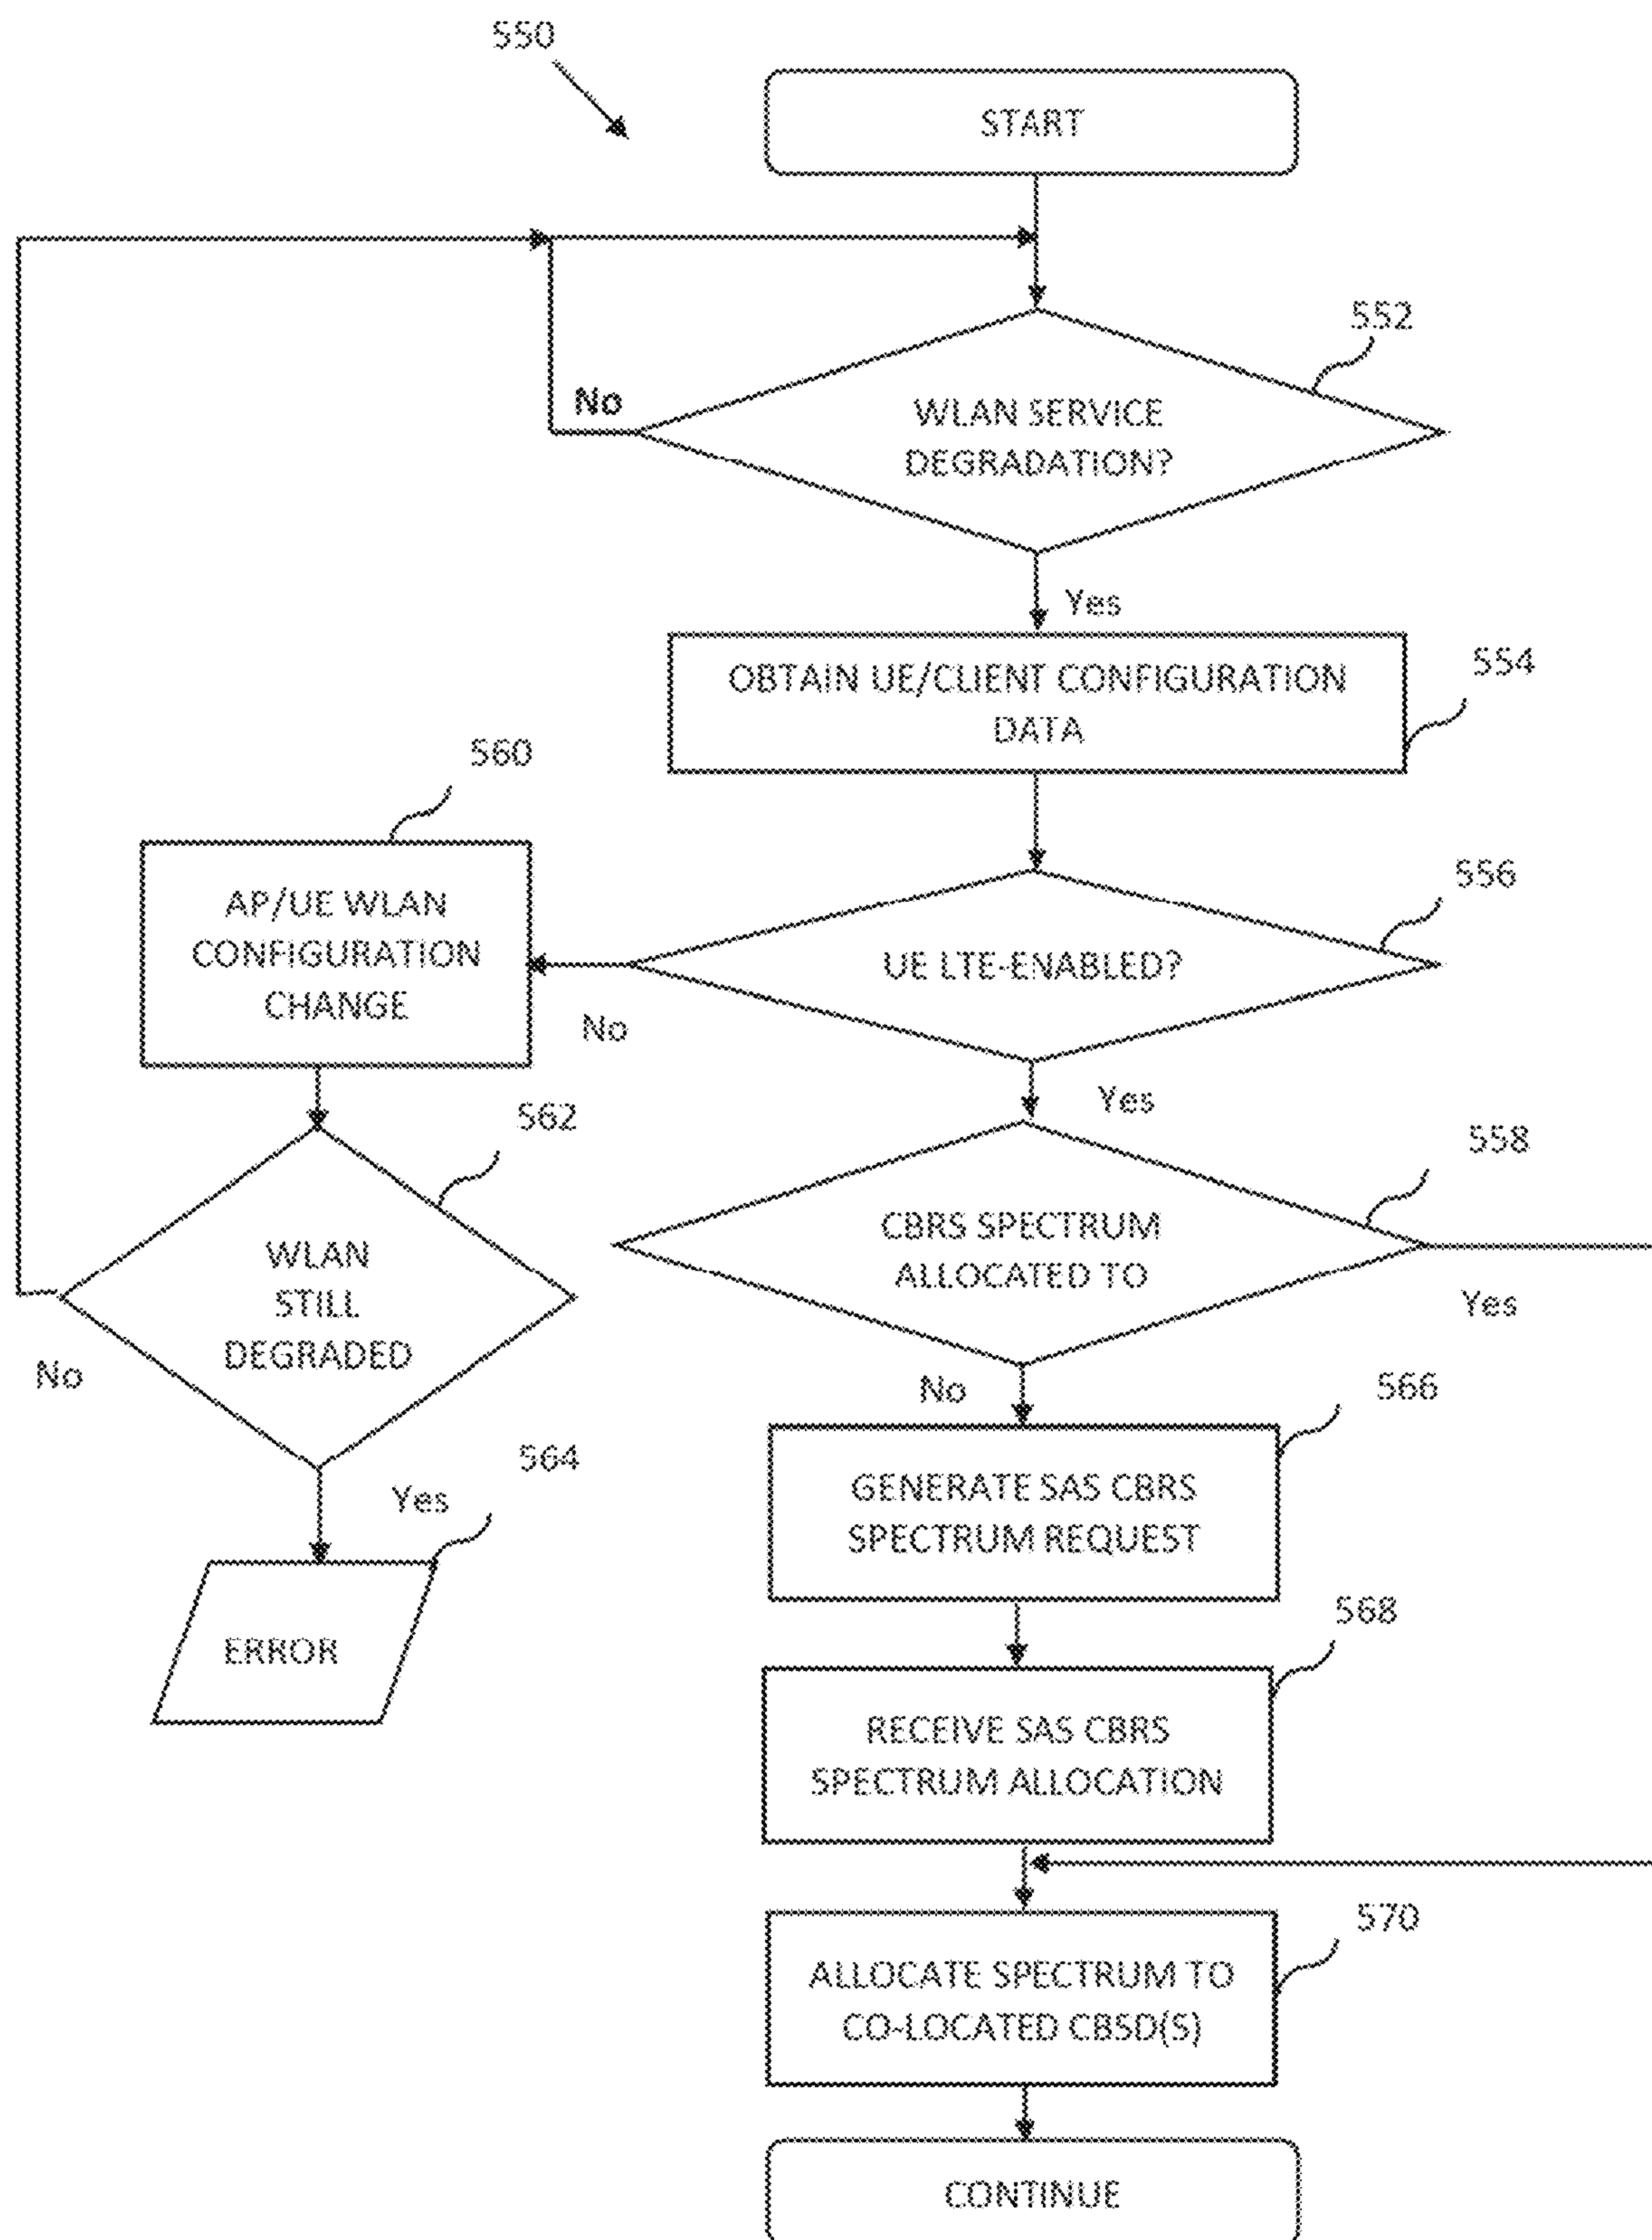 550
START
552
No
WLAN SERVICE
DEGRADATION?
Yes
OBTAIN UE/CLIENT CONFIGURATION
DATA
554
560
AP/UE WLAN
CONFIGURATION
CHANGE
556
UE LTE-ENABLED?
No
Yes
562
558
WLAN
STILL
DEGRADED
No
CBRS SPECTRUM
ALLOCATED TO
Yes
No
566
564
Yes
ERROR
GENERATE SAS CBRS
SPECTRUM REQUEST
568
RECEIVE SAS CBRS
SPECTRUM ALLOCATION
570
ALLOCATE SPECTRUM TO
CO-LOCATED CBSD(S)
CONTINUE